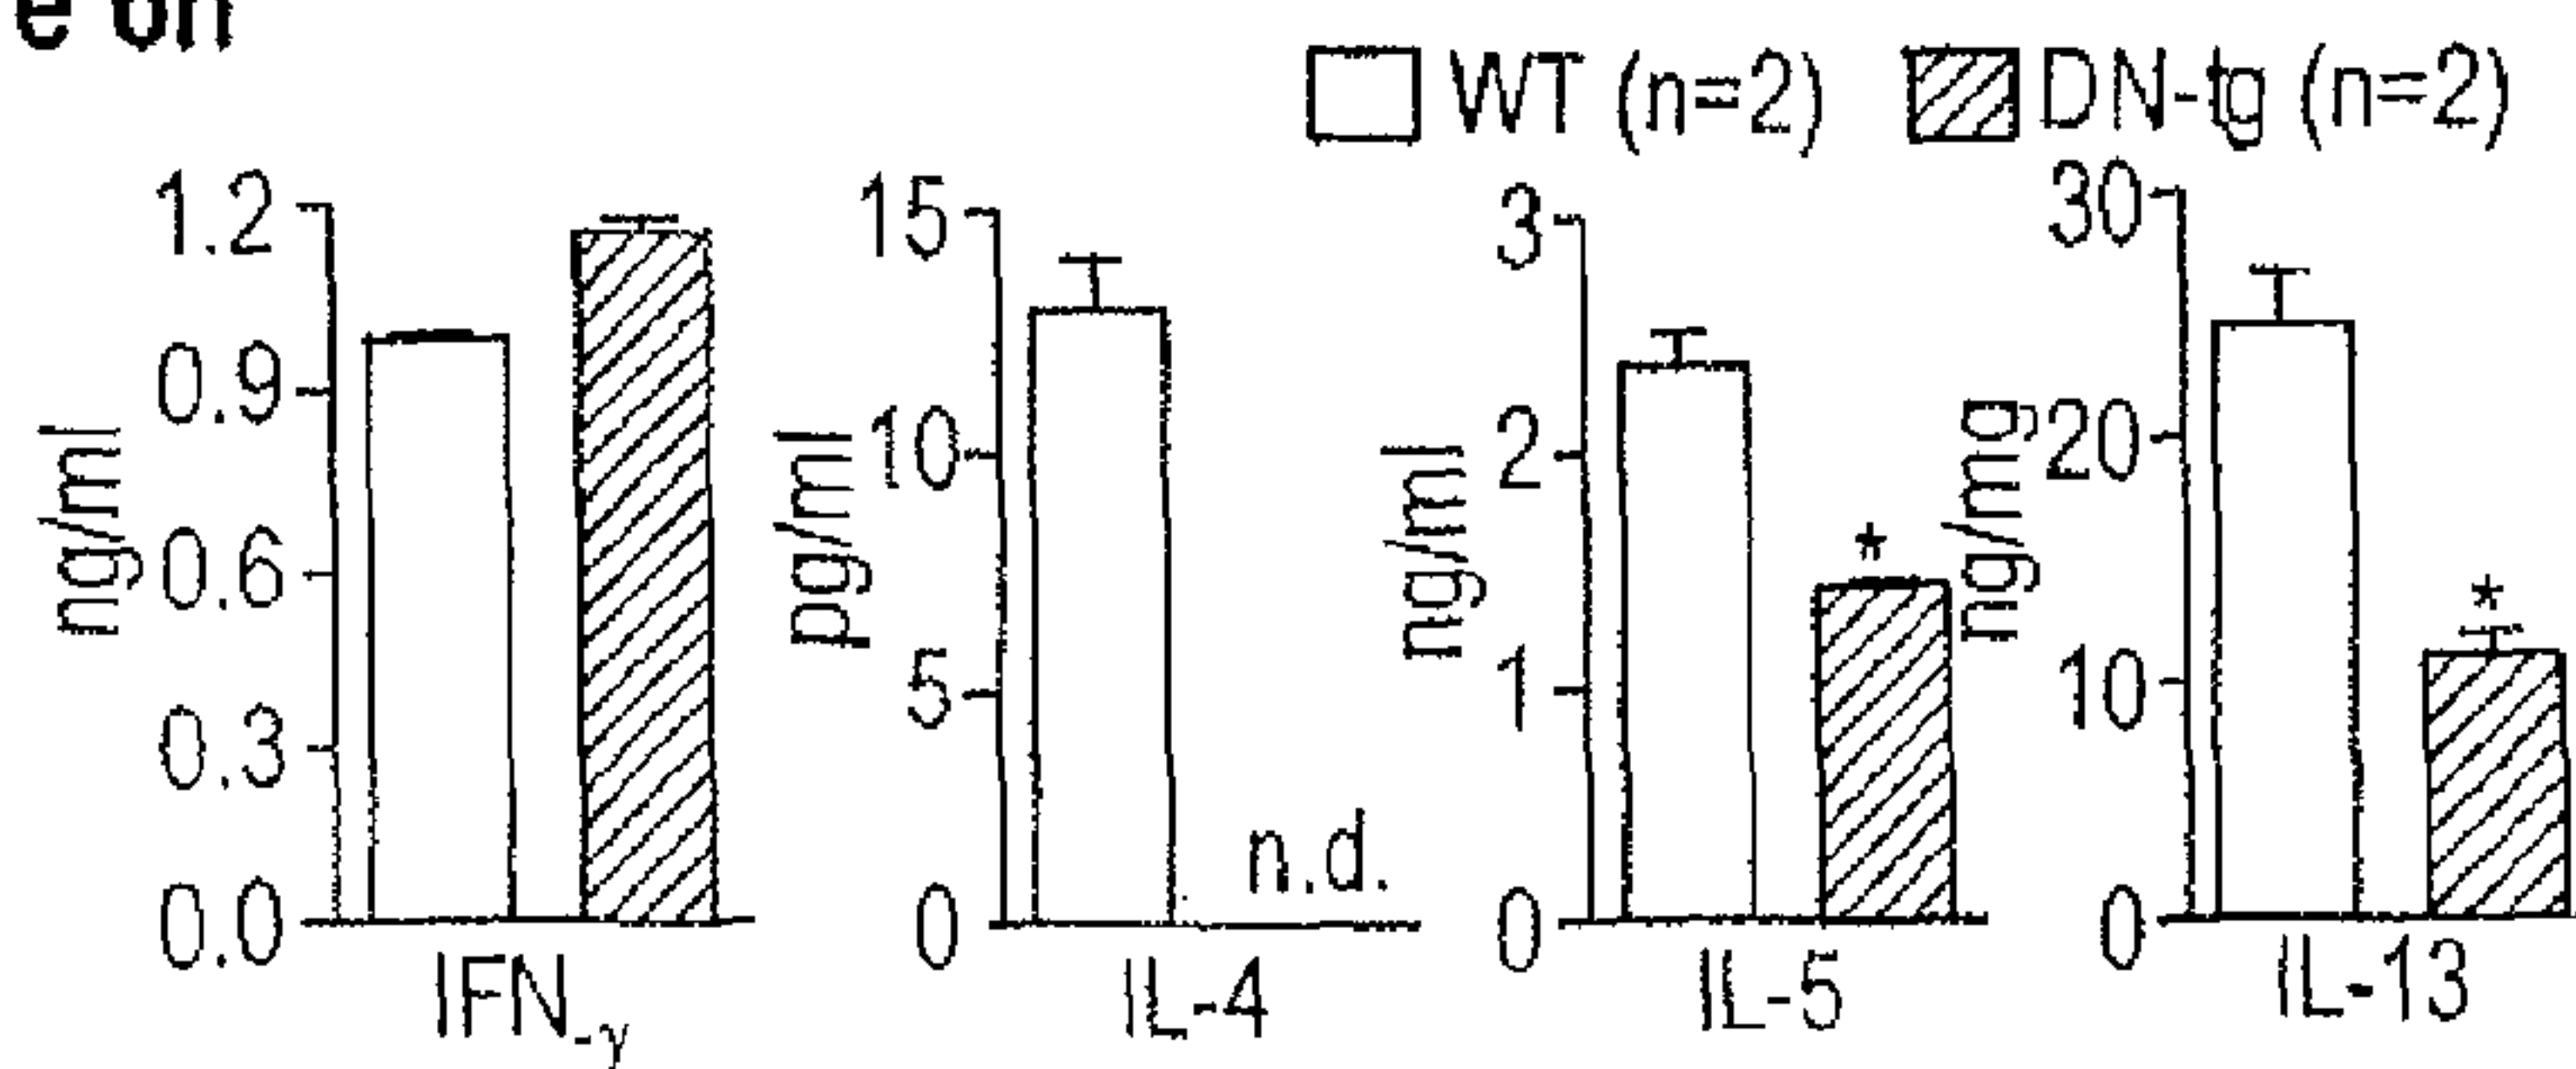 e on
WT (n=2) DN-tg (n=2)
ng/ml
1.2
0.9
0.6
0.3
0.0
IFN-γ
pg/ml
15
10
5
0
n.d.
IL-4
ng/ml
3
2
1
0
*
IL-5
ng/mg
30
20
10
0
*
IL-13